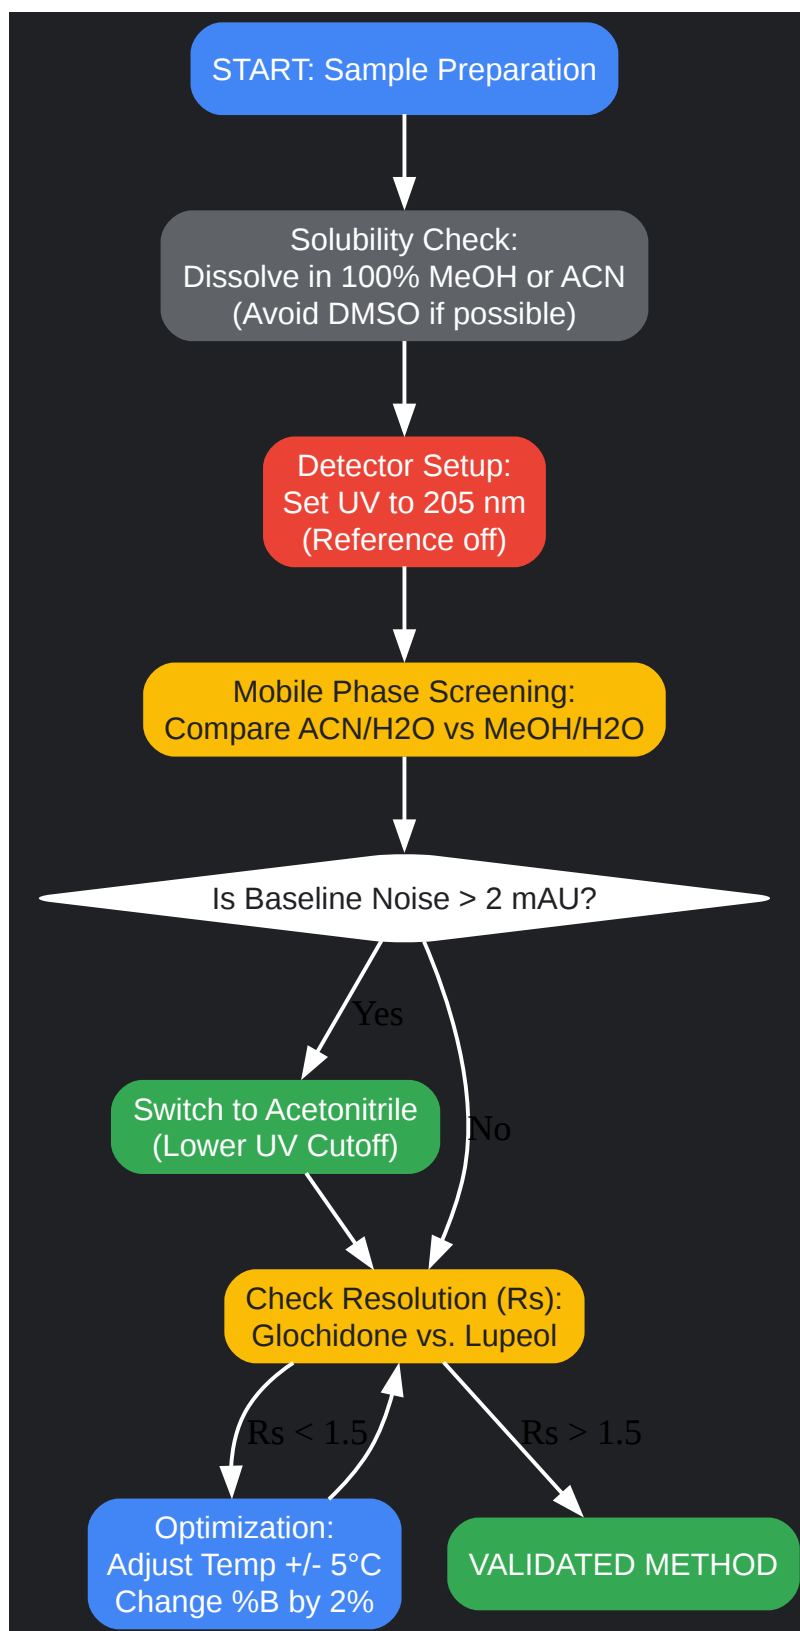 START: Sample Preparation
Solubility Check:
Dissolve in 100% MeOH or ACN
(Avoid DMSO if possible)
Detector Setup:
Set UV to 205 nm
(Reference off)
Mobile Phase Screening:
Compare ACN/H2O vs MeOH/H2O
Is Baseline Noise > 2 mAU?
Yes
Switch to Acetonitrile
(Lower UV Cutoff)
No
Check Resolution (Rs):
Glochidone vs. Lupeol
Rs < 1.5
Rs > 1.5
Optimization:
Adjust Temp +/- 5°C
Change %B by 2%
VALIDATED METHOD